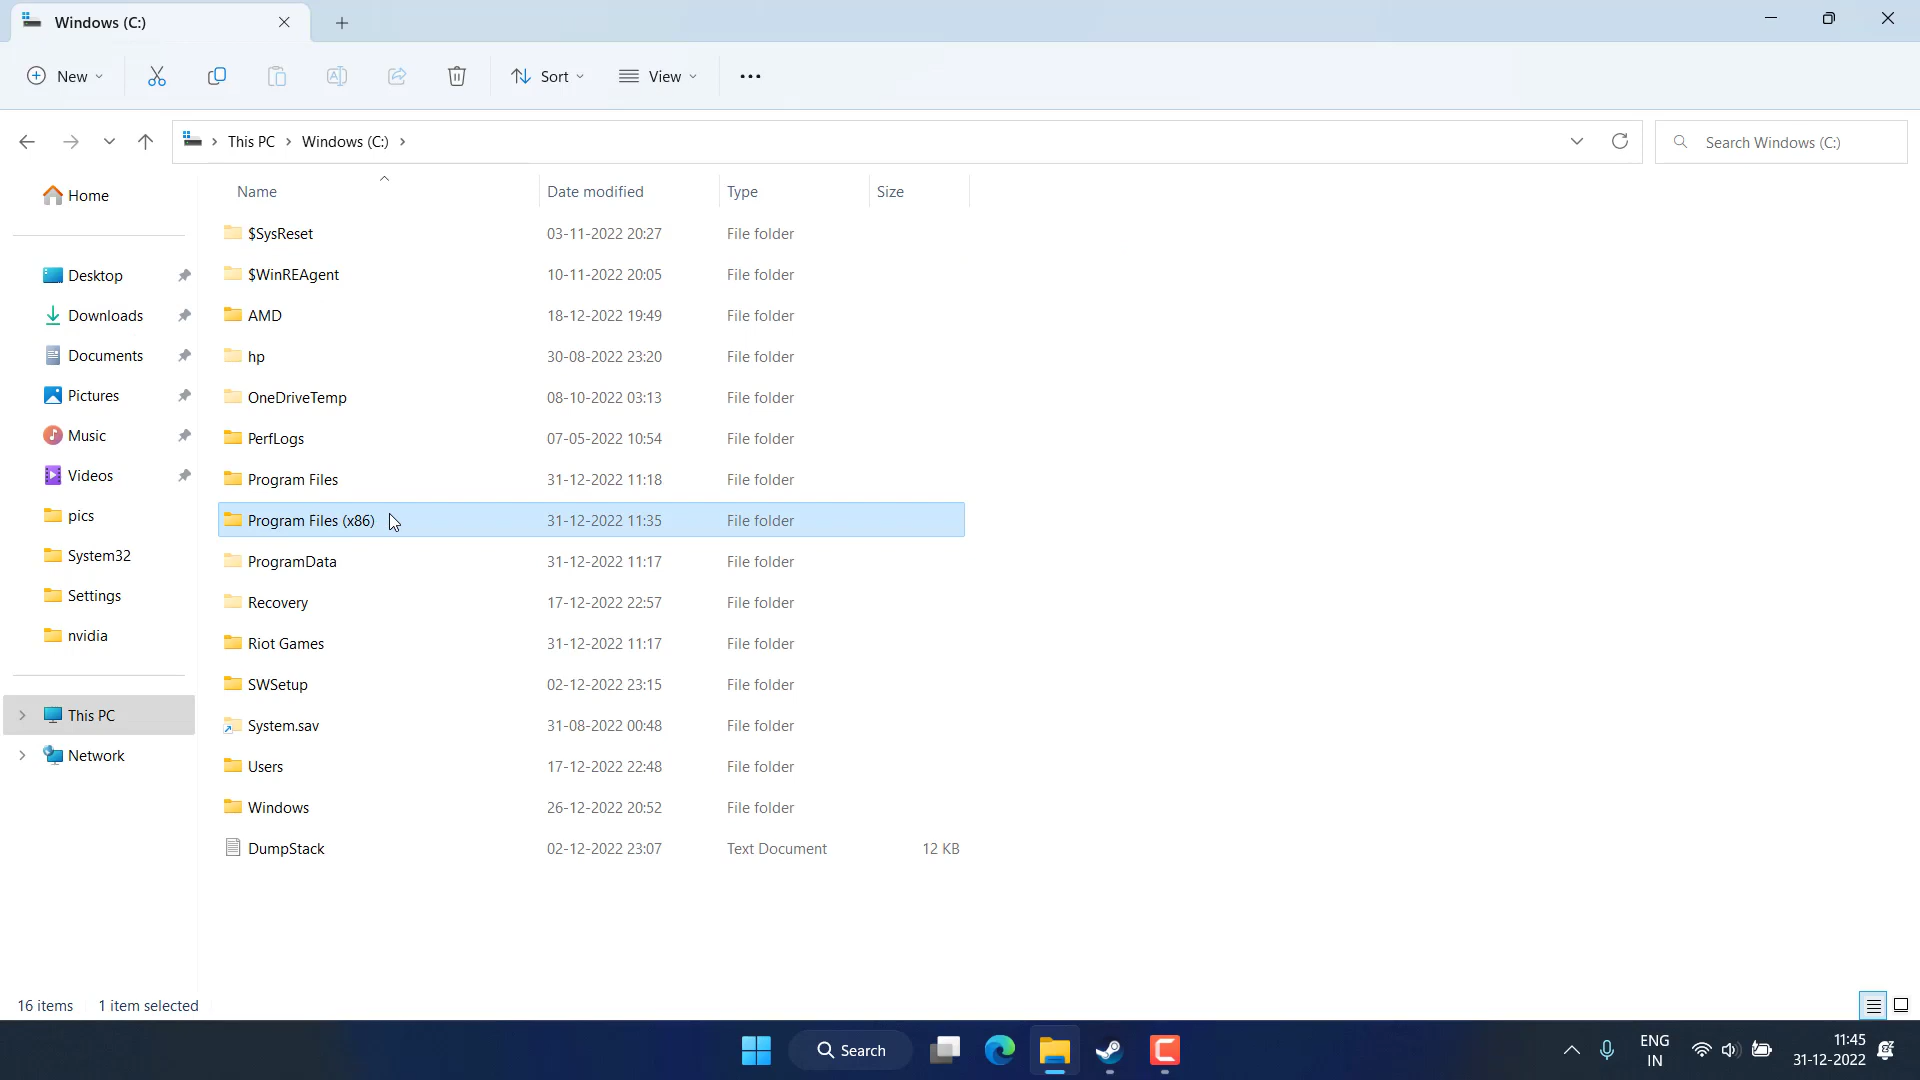 Windows (C:)
New
Sort
View
This PC
Windows (C:)
Search Windows (C:)
Name Date modified Type Size
Home
Desktop
Downloads
Documents
Pictures
Music
Videos
pics
System32
Settings
nvidia
This PC
Network
$SysReset 03-11-2022 20:27 File folder
$WinREAgent 10-11-2022 20:05 File folder
AMD 18-12-2022 19:49 File folder
hp 30-08-2022 23:20 File folder
OneDriveTemp 08-10-2022 03:13 File folder
PerfLogs 07-05-2022 10:54 File folder
Program Files 31-12-2022 11:18 File folder
Program Files (x86) 31-12-2022 11:35 File folder
ProgramData 31-12-2022 11:17 File folder
Recovery 17-12-2022 22:57 File folder
Riot Games 31-12-2022 11:17 File folder
SWSetup 02-12-2022 23:15 File folder
System.sav 31-08-2022 00:48 File folder
Users 17-12-2022 22:48 File folder
Windows 26-12-2022 20:52 File folder
DumpStack 02-12-2022 23:07 Text Document 12 KB
16 items 1 item selected
Search
ENG
IN
11:45
31-12-2022